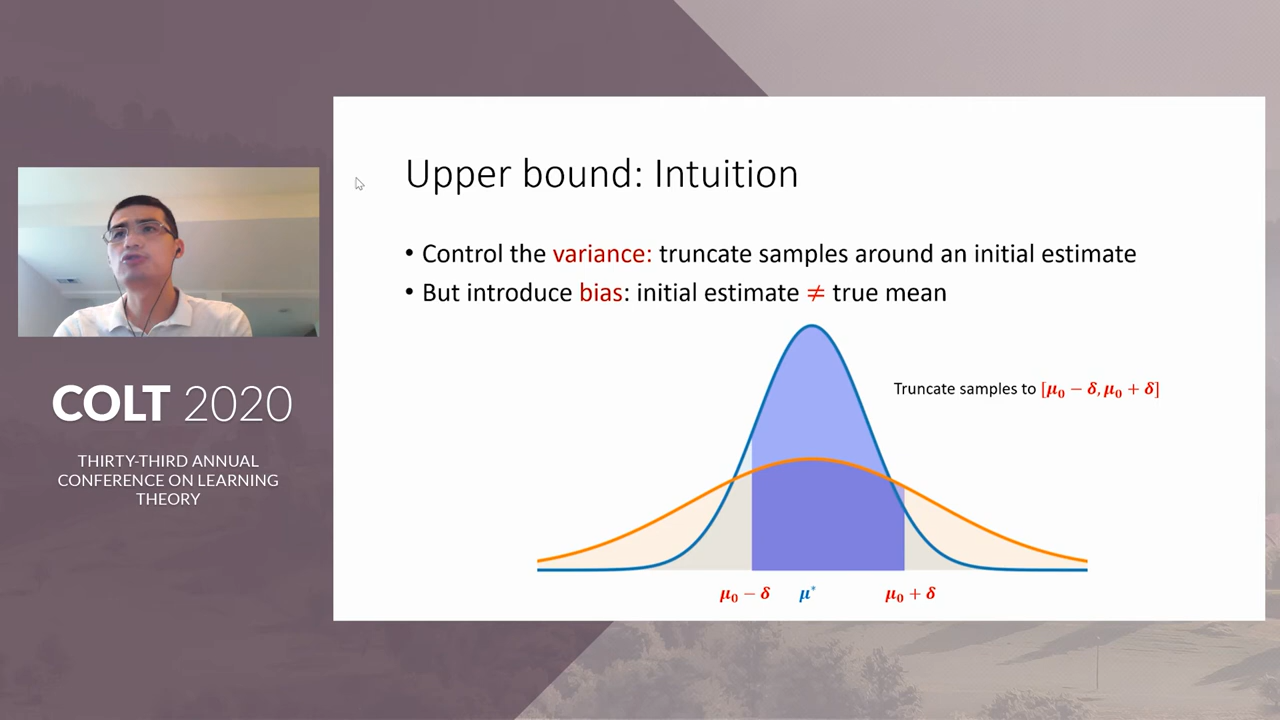 Upper bound: Intuition
• Control the variance: truncate samples around an initial estimate
• But introduce bias: initial estimate ≠ true mean
Truncate samples to [μ₀ − δ, μ₀ + δ]
μ₀ − δ μ* μ₀ + δ
COLT 2020
THIRTY-THIRD ANNUAL
CONFERENCE ON LEARNING
THEORY